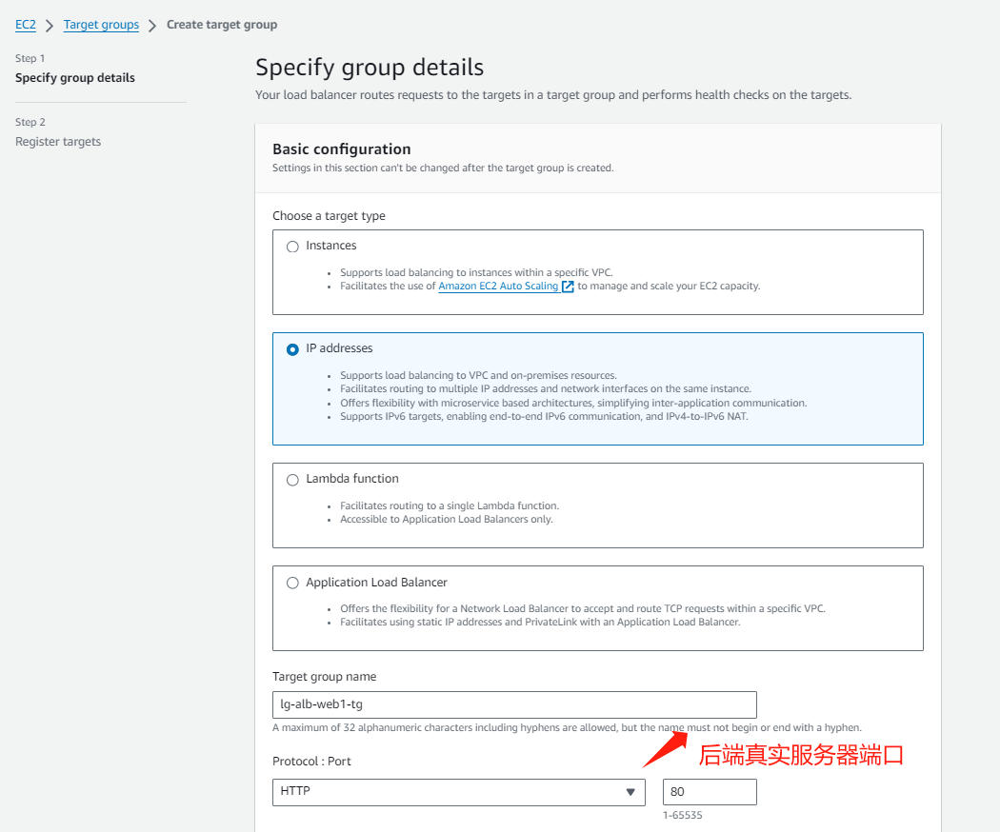 EC2 > Target groups > Create target group
Step 1
Specify group details
Step 2
Register targets
Specify group details
Your load balancer routes requests to the targets in a target group and performs health checks on the targets.
Basic configuration
Settings in this section can't be changed after the target group is created.
Choose a target type
Instances
• Supports load balancing to instances within a specific VPC.
• Facilitates the use of Amazon EC2 Auto Scaling to manage and scale your EC2 capacity.
IP addresses
• Supports load balancing to VPC and on-premises resources.
• Facilitates routing to multiple IP addresses and network interfaces on the same instance.
• Offers flexibility with microservice based architectures, simplifying inter-application communication.
• Supports IPv6 targets, enabling end-to-end IPv6 communication, and IPv4-to-IPv6 NAT.
Lambda function
• Facilitates routing to a single Lambda function.
• Accessible to Application Load Balancers only.
Application Load Balancer
• Offers the flexibility for a Network Load Balancer to accept and route TCP requests within a specific VPC.
• Facilitates using static IP addresses and PrivateLink with an Application Load Balancer.
Target group name
lg-alb-web1-tg
A maximum of 32 alphanumeric characters including hyphens are allowed, but the name must not begin or end with a hyphen.
后端真实服务器端口
Protocol : Port
HTTP
80
1-65535